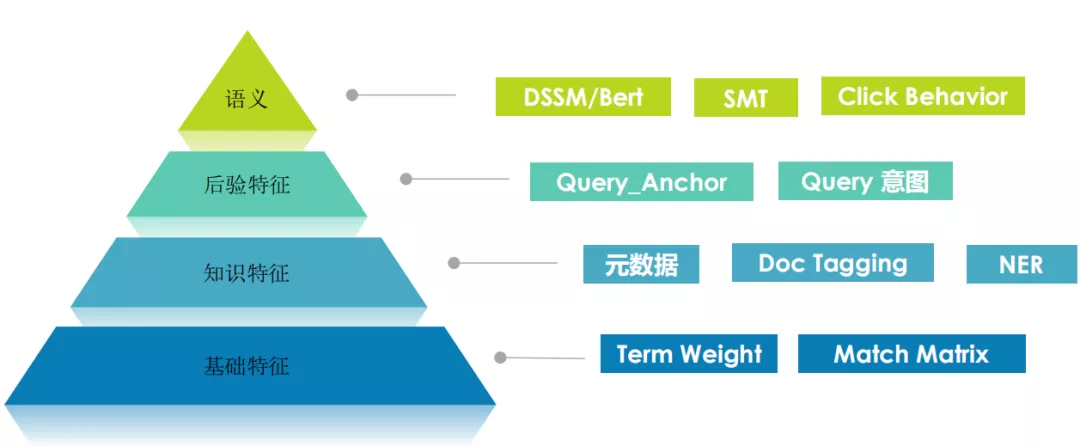 语义
DSSM/Bert
SMT
Click Behavior
后验特征
Query_Anchor
Query 意图
知识特征
元数据
Doc Tagging
NER
基础特征
Term Weight
Match Matrix